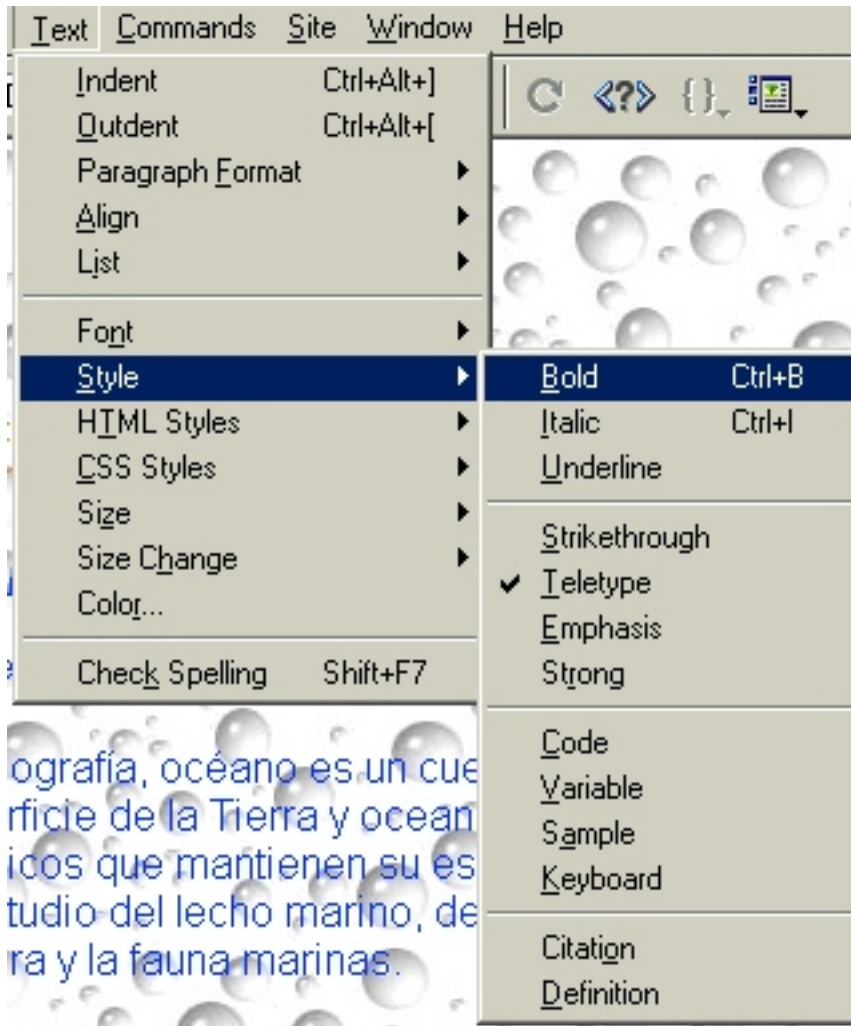 Text Commands Site Window Help
Indent Ctrl+Alt+]
Outdent Ctrl+Alt+[
Paragraph Format
Align
List
Font
Style
HTML Styles
CSS Styles
Size
Size Change
Color...
Check Spelling Shift+F7
Bold Ctrl+B
Italic Ctrl+I
Underline
Strikethrough
Teletype
Emphasis
Strong
Code
Variable
Sample
Keyboard
Citation
Definition
ografía, océano es un cue
rficie de la Tierra y ocean
icos que mantienen su es
tudio del lecho marino, de
ra y la fauna marinas.